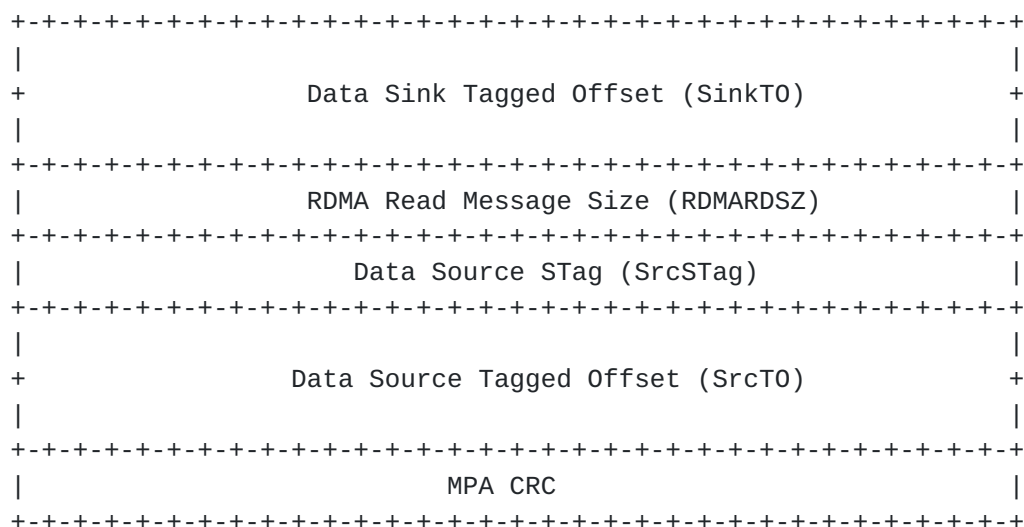 +-+-+-+-+-+-+-+-+-+-+-+-+-+-+-+-+-+-+-+-+-+-+-+-+-+-+-+-+-+-+-+-+
|                                                               |
+                  Data Sink Tagged Offset (SinkTO)             +
|                                                               |
+-+-+-+-+-+-+-+-+-+-+-+-+-+-+-+-+-+-+-+-+-+-+-+-+-+-+-+-+-+-+-+-+
|                  RDMA Read Message Size (RDMARDSZ)            |
+-+-+-+-+-+-+-+-+-+-+-+-+-+-+-+-+-+-+-+-+-+-+-+-+-+-+-+-+-+-+-+-+
|                     Data Source STag (SrcSTag)                |
+-+-+-+-+-+-+-+-+-+-+-+-+-+-+-+-+-+-+-+-+-+-+-+-+-+-+-+-+-+-+-+-+
|                                                               |
+                 Data Source Tagged Offset (SrcTO)             +
|                                                               |
+-+-+-+-+-+-+-+-+-+-+-+-+-+-+-+-+-+-+-+-+-+-+-+-+-+-+-+-+-+-+-+-+
|                           MPA CRC                             |
+-+-+-+-+-+-+-+-+-+-+-+-+-+-+-+-+-+-+-+-+-+-+-+-+-+-+-+-+-+-+-+-+